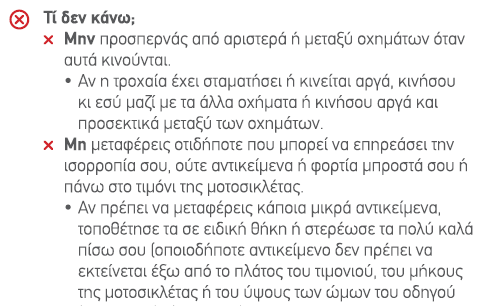 Τί δεν κάνω;
Μην προσπερνάς από αριστερά ή μεταξύ οχημάτων όταν
αυτά κινούνται.
• Αν η τροχαία έχει σταματήσει ή κινείται αργά, κινήσου
κι εσύ μαζί με τα άλλα οχήματα ή κινήσου αργά και
προσεκτικά μεταξύ των οχημάτων.
Μη μεταφέρεις οτιδήποτε που μπορεί να επηρεάσει την
ισορροπία σου, ούτε αντικείμενα ή φορτία μπροστά σου ή
πάνω στο τιμόνι της μοτοσικλέτας.
• Αν πρέπει να μεταφέρεις κάποια μικρά αντικείμενα,
τοποθέτησε τα σε ειδική θήκη ή στερέωσε τα πολύ καλά
πίσω σου (οποιοδήποτε αντικείμενο δεν πρέπει να
εκτείνεται έξω από το πλάτος του τιμονιού, του μήκους
της μοτοσικλέτας ή του ύψους των ώμων του οδηγού